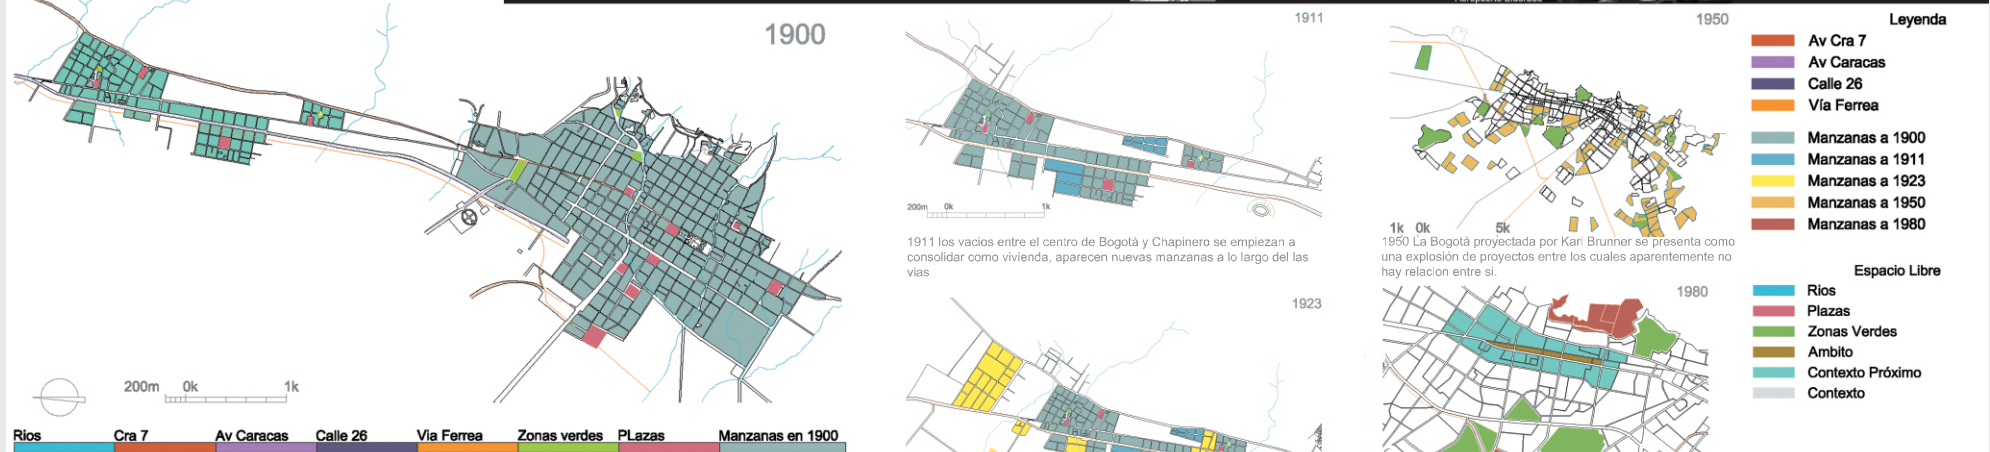 1900
200m 0k 1k
Rios Cra 7 Av Caracas Calle 26 Via Ferrea Zonas verdes PLazas Manzanas en 1900
1911
200m 0k 1k
1911 los vacios entre el centro de Bogotá y Chapinero se empiezan a
consolidar como vivienda, aparecen nuevas manzanas a lo largo del las
vias
1923
1950
1k 0k 5k
1950 La Bogotá proyectada por Karl Brunner se presenta como
una explosión de proyectos entre los cuales aparentemente no
hay relacion entre si.
1980
Leyenda
Av Cra 7
Av Caracas
Calle 26
Vía Ferrea
Manzanas a 1900
Manzanas a 1911
Manzanas a 1923
Manzanas a 1950
Manzanas a 1980
Espacio Libre
Rios
Plazas
Zonas Verdes
Ambito
Contexto Próximo
Contexto